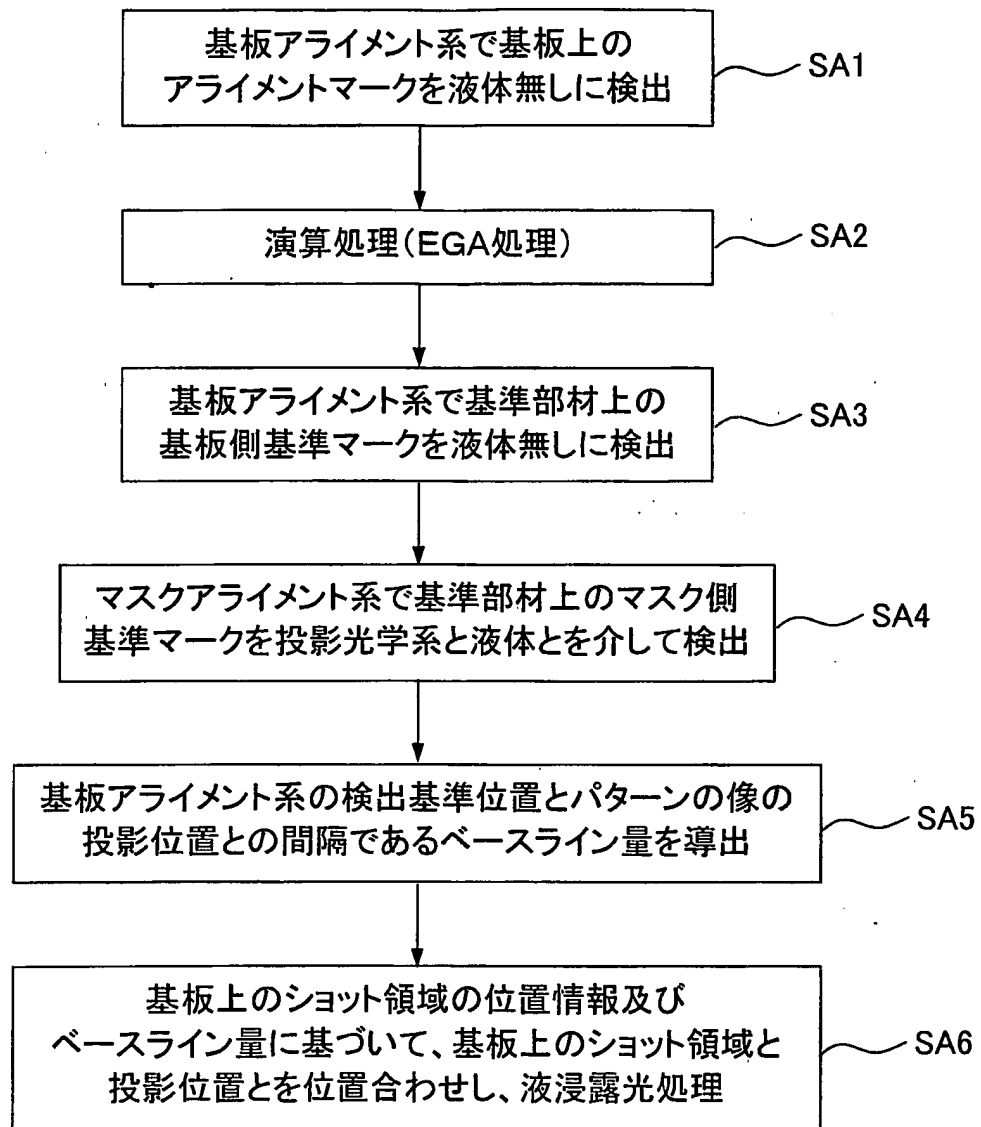 基板アライメント系で基板上の
アライメントマークを液体無しに検出
SA1
演算処理(EGA処理)
SA2
基板アライメント系で基準部材上の
基板側基準マークを液体無しに検出
SA3
マスクアライメント系で基準部材上のマスク側
基準マークを投影光学系と液体とを介して検出
SA4
基板アライメント系の検出基準位置とパターンの像の
投影位置との間隔であるベースライン量を導出
SA5
基板上のショット領域の位置情報及び
ベースライン量に基づいて、基板上のショット領域と
投影位置とを位置合わせし、液浸露光処理
SA6